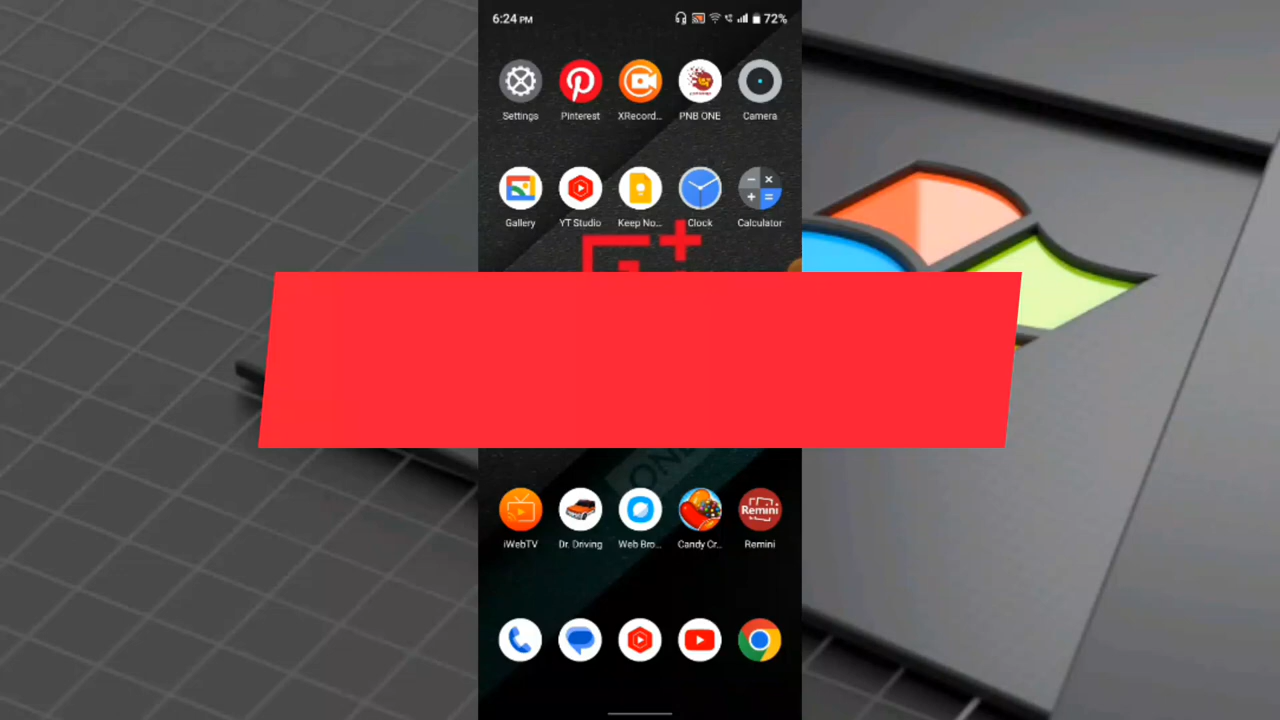 6:24 PM 72%
Settings Pinterest XRecord... PNB ONE Camera
Gallery YT Studio Keep No... Clock Calculator
ONE
iWebTV Dr. Driving Web Bro... Candy Cr... Remini
Remini